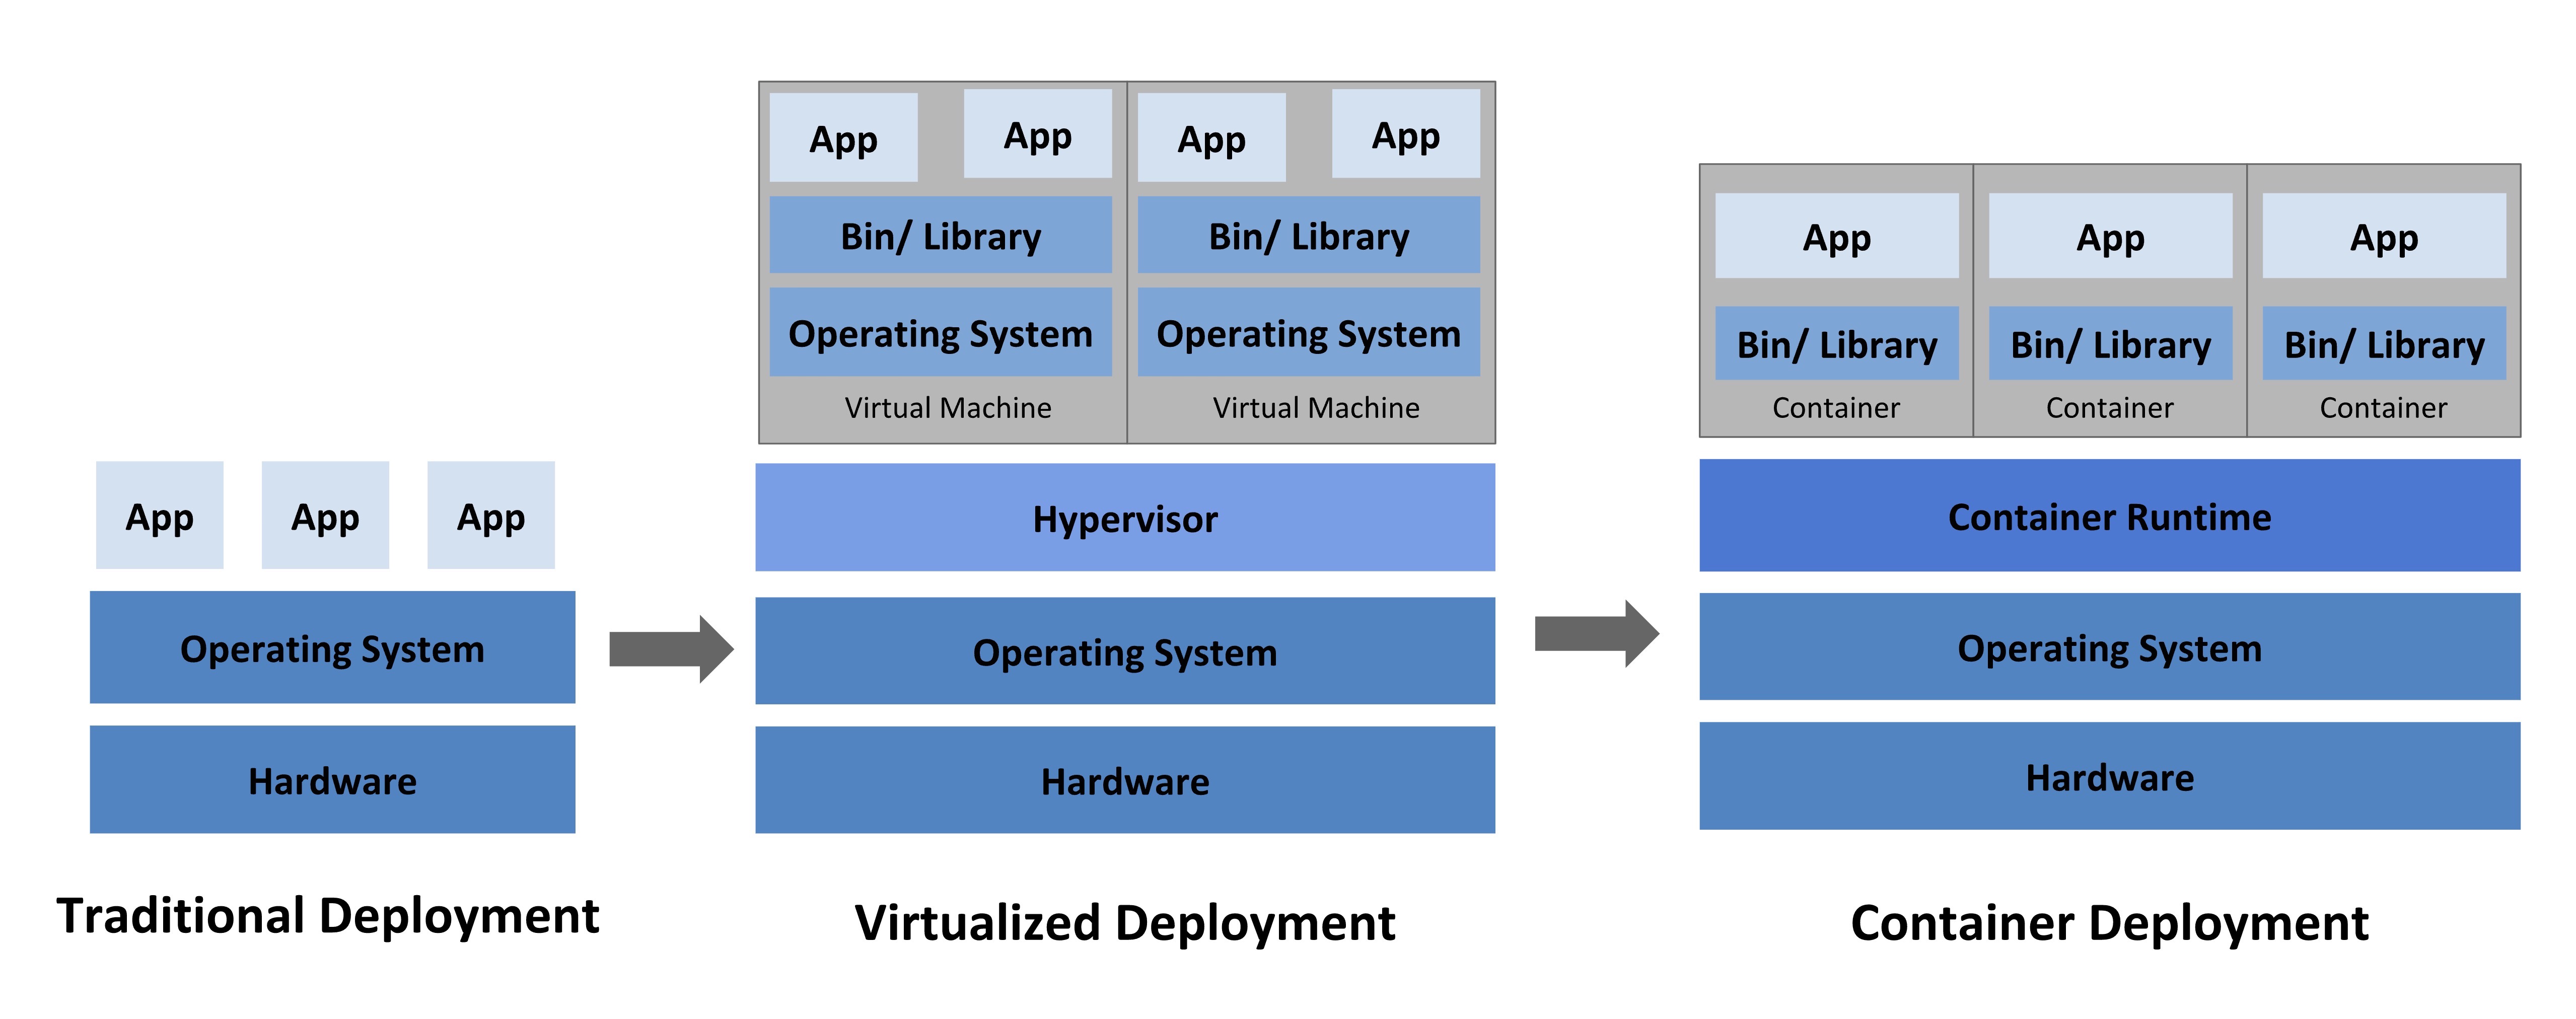 App
App
App
Operating System
Hardware
Traditional Deployment
App
App
Bin/ Library
Operating System
Virtual Machine
App
App
Bin/ Library
Operating System
Virtual Machine
Hypervisor
Operating System
Hardware
Virtualized Deployment
App
Bin/ Library
Container
App
Bin/ Library
Container
App
Bin/ Library
Container
Container Runtime
Operating System
Hardware
Container Deployment